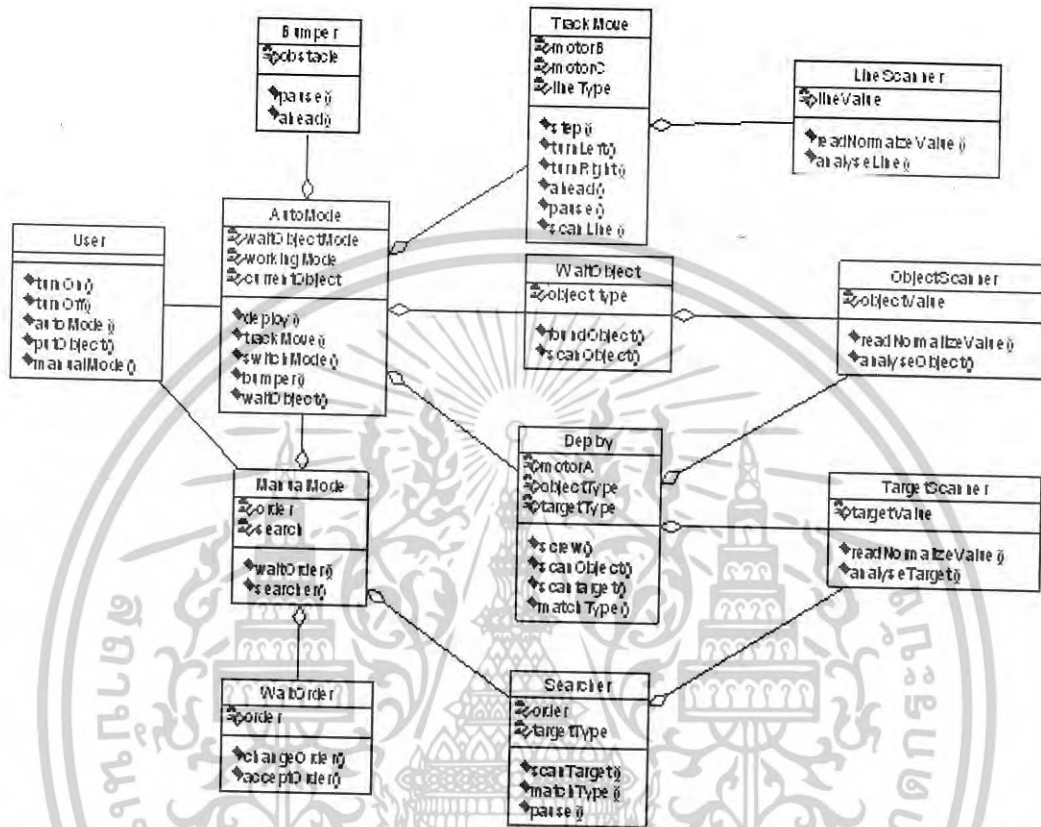 Bumper
obstacle
pause()
ahead()
TrackMove
motorB
motorC
lineType
step()
turnLeft()
turnRight()
ahead()
pause()
scanLine()
LineScanner
lineValue
readNormalizeValue()
analyseLine()
User
turnOn()
turnOff()
autoMode()
putObject()
manualMode()
AutoMode
waitObjectMode
workingMode
currentObject
deploy()
trackMove()
switchMode()
bumper()
waitObject()
WaitObject
objecttype
foundObject()
scanObject()
ObjectScanner
objectValue
readNormalizeValue()
analyseObject()
ManualMode
order
search
waitOrder()
searcher()
Deploy
motorA
objectType
targetType
screw()
scanObject()
scantarget()
matchType()
TargetScanner
targetValue
readNormalizeValue()
analyseTarget()
WaitOrder
order
changeOrder()
acceptOrder()
Searcher
order
targetType
scanTarget()
matchType()
pause()